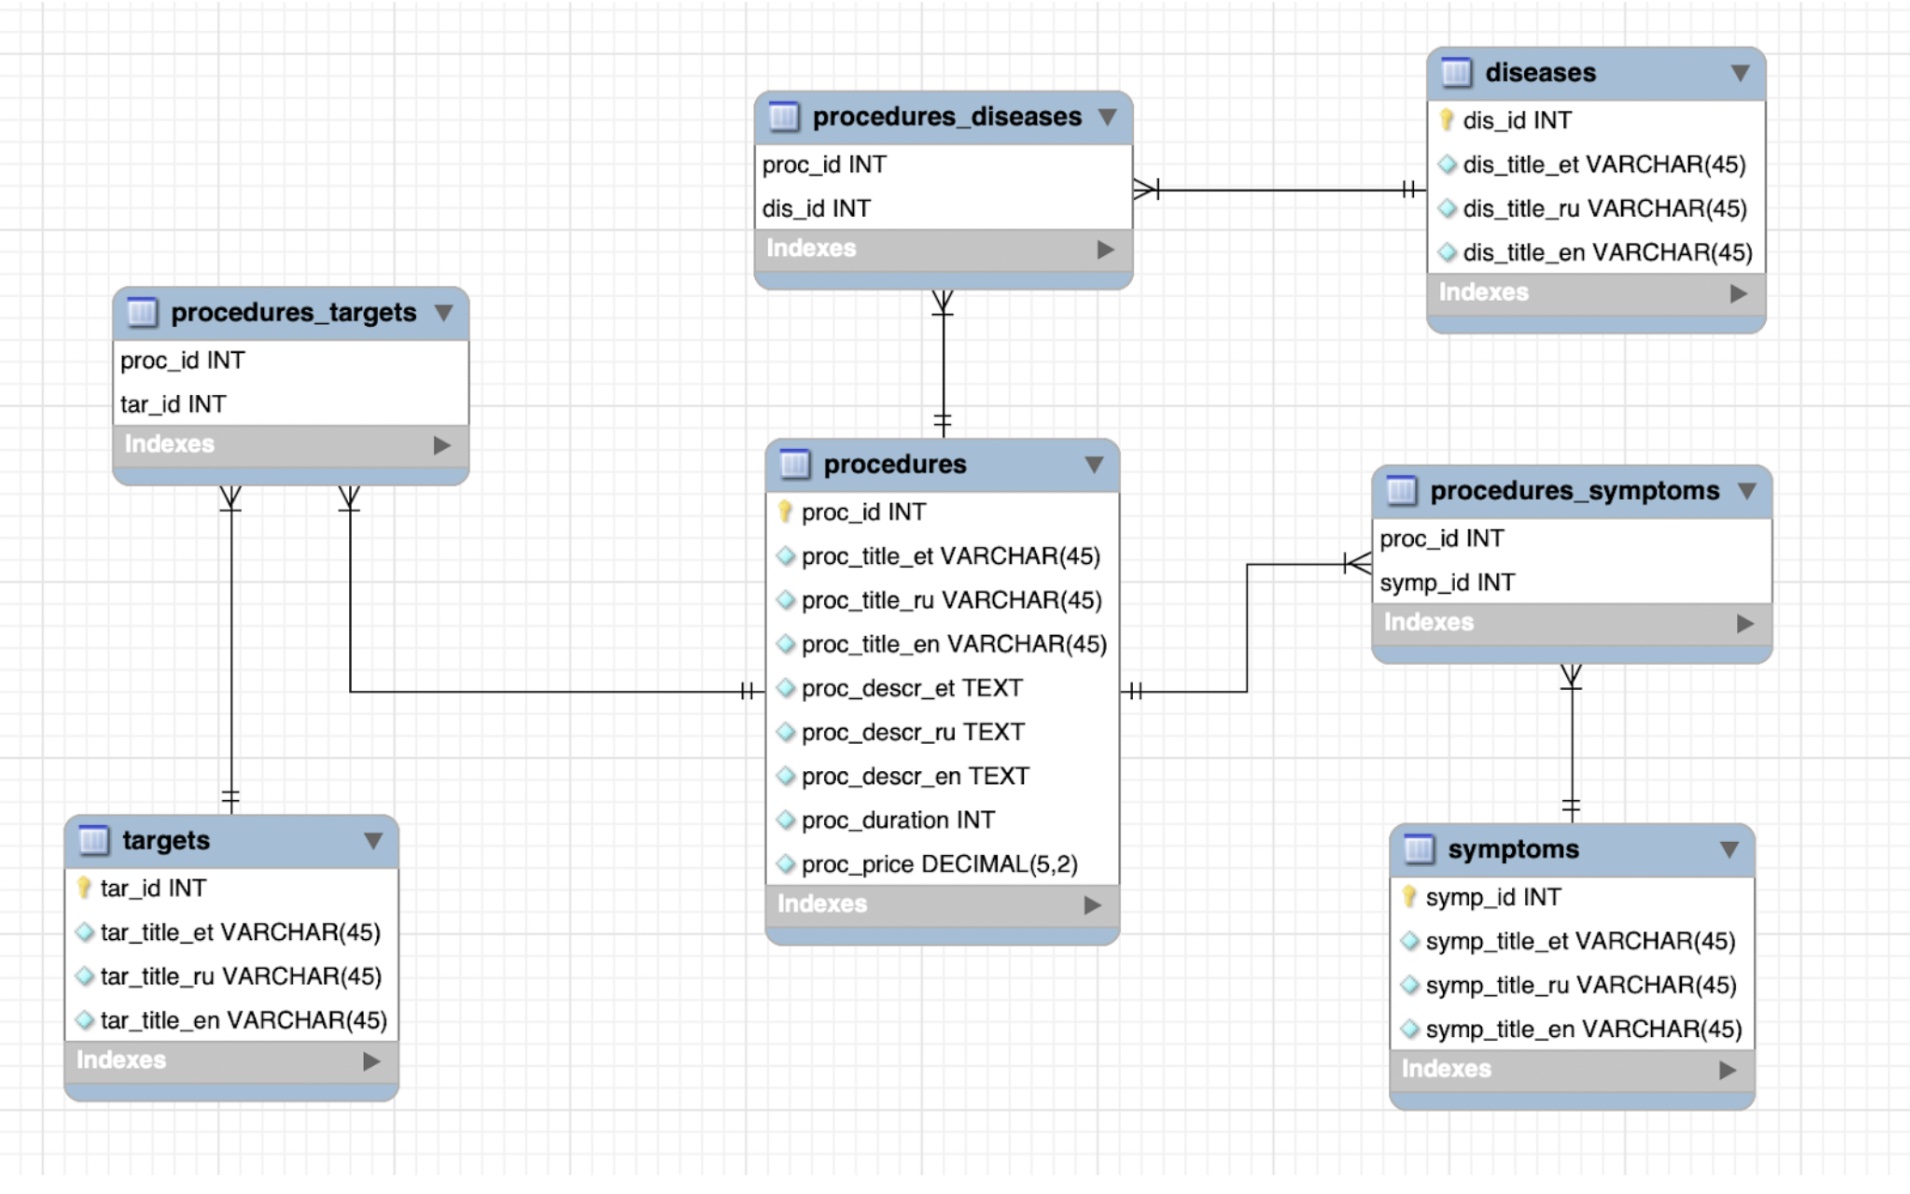 diseases
dis_id INT
dis_title_et VARCHAR(45)
dis_title_ru VARCHAR(45)
dis_title_en VARCHAR(45)
Indexes
procedures_diseases
proc_id INT
dis_id INT
Indexes
procedures_targets
proc_id INT
tar_id INT
Indexes
procedures
proc_id INT
proc_title_et VARCHAR(45)
proc_title_ru VARCHAR(45)
proc_title_en VARCHAR(45)
proc_descr_et TEXT
proc_descr_ru TEXT
proc_descr_en TEXT
proc_duration INT
proc_price DECIMAL(5,2)
Indexes
procedures_symptoms
proc_id INT
symp_id INT
Indexes
targets
tar_id INT
tar_title_et VARCHAR(45)
tar_title_ru VARCHAR(45)
tar_title_en VARCHAR(45)
Indexes
symptoms
symp_id INT
symp_title_et VARCHAR(45)
symp_title_ru VARCHAR(45)
symp_title_en VARCHAR(45)
Indexes